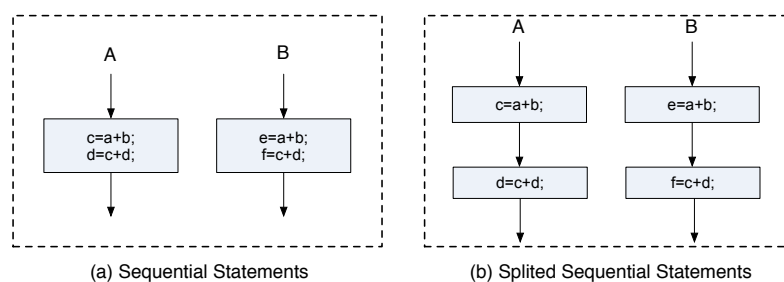 A
B
c=a+b;
d=c+d;
e=a+b;
f=c+d;
(a) Sequential Statements
A
B
c=a+b;
e=a+b;
d=c+d;
f=c+d;
(b) Splited Sequential Statements